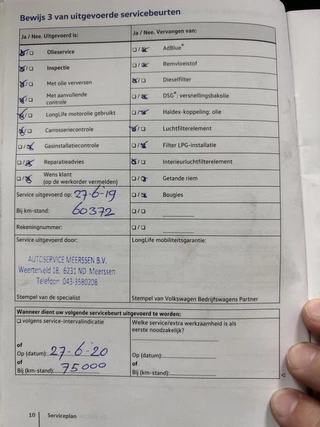 Bewijs 3 van uitgevoerde servicebeurten
Ja / Nee. Uitgevoerd is: Ja / Nee. Vervangen van:
Olieservice AdBlue®
Inspectie Remvloeistof
Met olie verversen Dieselfilter
Met aanvullende controle DSG®: versnellingsbakolie
LongLife motorolie gebruikt Haldex-koppeling: olie
Carrosseriecontrole Luchtfilterelement
Gasinstallatiecontrole Filter LPG-installatie
Reparatieadvies Interieurluchtfilterelement
Wens klant
(op de werkorder vermelden) Getande riem
Service uitgevoerd op: 27-6-19 Bougies
Bij km-stand: 60372
Rekeningnummer:
Service uitgevoerd door: LongLife mobiliteitsgarantie:
AUTOSERVICE MEERSSEN B.V.
Weerterveld 18, 6231 ND Meerssen
Telefoon 043-3580208
Stempel van de specialist Stempel van Volkswagen Bedrijfswagens Partner
Wanneer dient uw volgende servicebeurt uitgevoerd te worden:
volgens service-intervalindicatie Welke service/extra werkzaamheid is als
eerste noodzakelijk?
of
Op (datum): 27-6-20 Op (datum):
of of
Bij (km-stand): 75000 Bij (km-stand):
10 Serviceplan